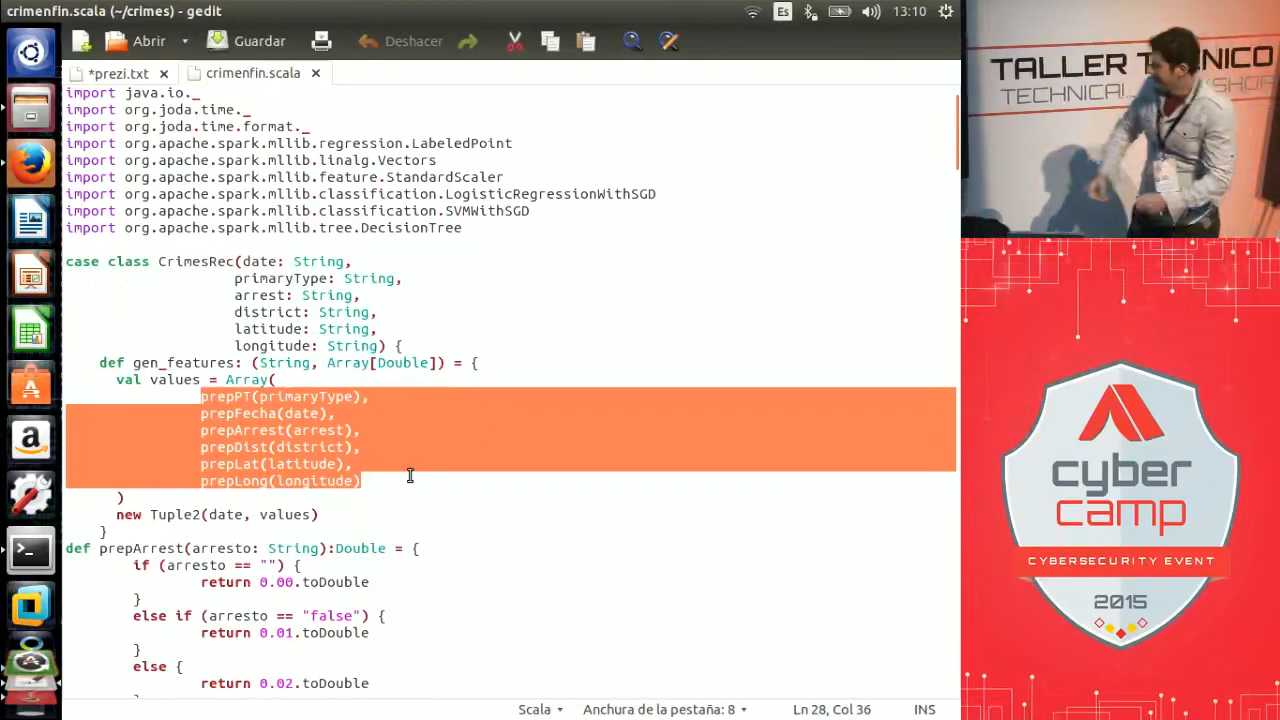 crimenfin.scala (~/crimes) - gedit
Es
13:10
Abrir
Guardar
Deshacer
*prezi.txt
crimenfin.scala
import java.io._
import org.joda.time._
import org.joda.time.format._
import org.apache.spark.mllib.regression.LabeledPoint
import org.apache.spark.mllib.linalg.Vectors
import org.apache.spark.mllib.feature.StandardScaler
import org.apache.spark.mllib.classification.LogisticRegressionWithSGD
import org.apache.spark.mllib.classification.SVMWithSGD
import org.apache.spark.mllib.tree.DecisionTree
case class CrimesRec(date: String,
primaryType: String,
arrest: String,
district: String,
latitude: String,
longitude: String) {
def gen_features: (String, Array[Double]) = {
val values = Array(
prepPT(primaryType),
prepFecha(date),
prepArrest(arrest),
prepDist(district),
prepLat(latitude),
prepLong(longitude)
)
new Tuple2(date, values)
}
def prepArrest(arresto: String):Double = {
if (arresto == "") {
return 0.00.toDouble
}
else if (arresto == "false") {
return 0.01.toDouble
}
else {
return 0.02.toDouble
Scala
Anchura de la pestaña: 8
Ln 28, Col 36
INS
TALLER
TECHNICAL
cyber
camp
CYBERSECURITY EVENT
2015